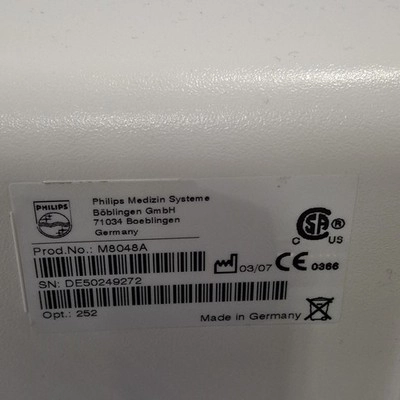 PHILIPS
Philips Medizin Systeme
Böblingen GmbH
71034 Boeblingen
Germany
CSA
C US
Prod.No.: M8048A
03/07 CE 0366
SN: DE50249272
Opt.: 252
Made in Germany